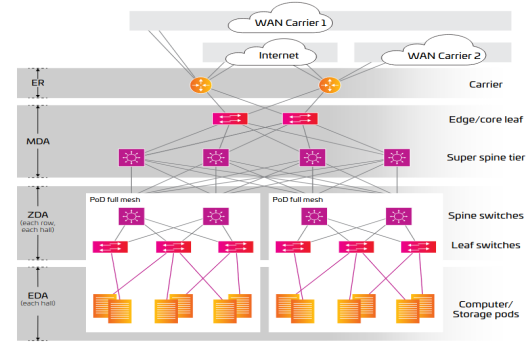 WAN Carrier 1
Internet
WAN Carrier 2
ER
Carrier
MDA
Edge/core leaf
Super spine tier
ZDA
(each row,
each hall)
PoD full mesh
PoD full mesh
Spine switches
Leaf switches
EDA
(each hall)
Computer/
Storage pods